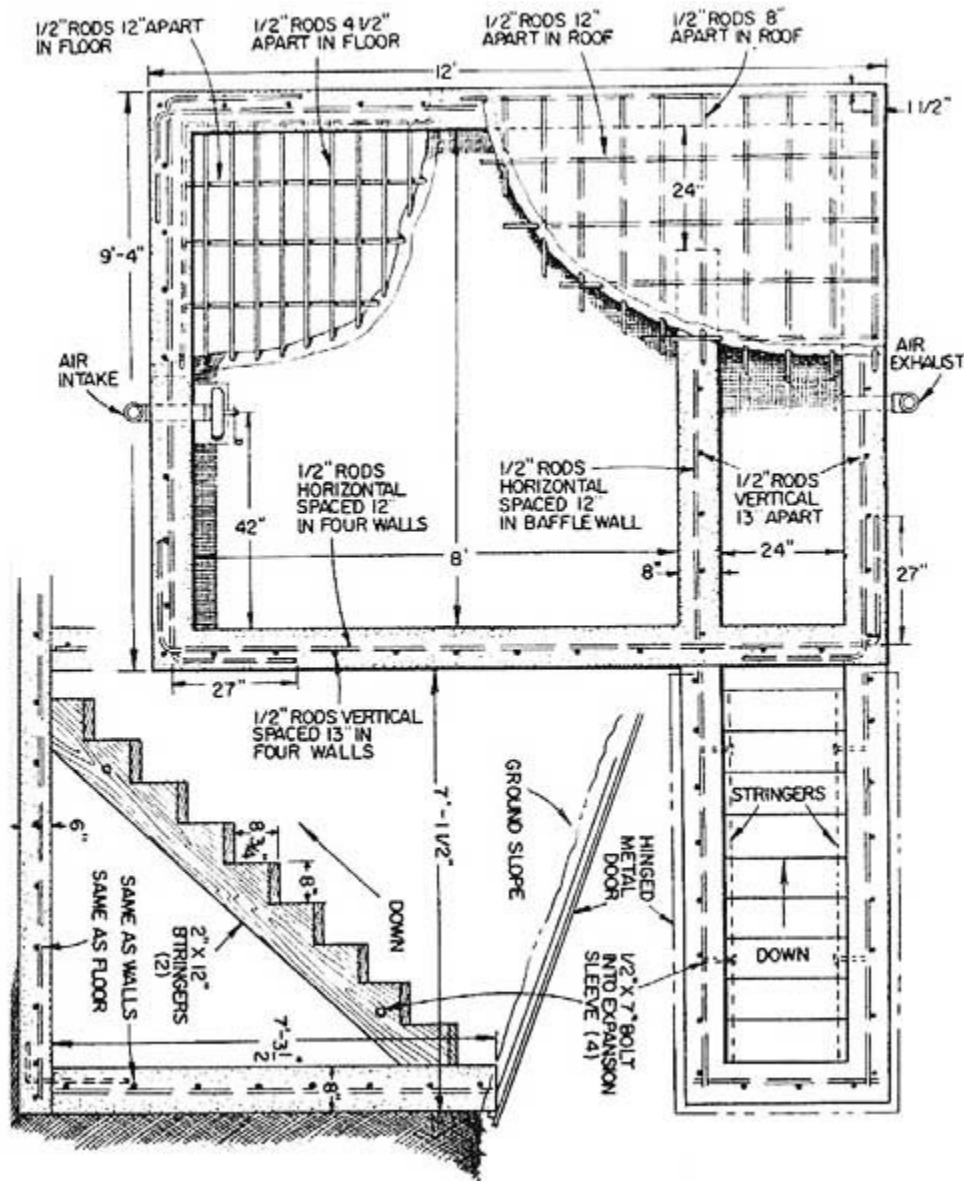 1/2" RODS 12" APART
IN FLOOR
1/2" RODS 4 1/2"
APART IN FLOOR
1/2" RODS 12"
APART IN ROOF
1/2" RODS 8"
APART IN ROOF
12'
1 1/2"
24"
9'-4"
AIR
INTAKE
AIR
EXHAUST
1/2" RODS
HORIZONTAL
SPACED 12"
IN FOUR WALLS
1/2" RODS
HORIZONTAL
SPACED 12"
IN BAFFLE WALL
1/2" RODS
VERTICAL
13" APART
42"
8'
8"
24"
27"
27"
1/2" RODS VERTICAL
SPACED 13" IN
FOUR WALLS
7'-1 1/2"
GROUND SLOPE
HINGED
METAL
DOOR
STRINGERS
DOWN
6"
8 3/4"
8"
DOWN
SAME AS WALLS
SAME AS FLOOR
2" X 12"
STRINGERS
(2)
1/2" X 7" BOLT
INTO EXPANSION
SLEEVE (4)
7'-3 1/2"
8"